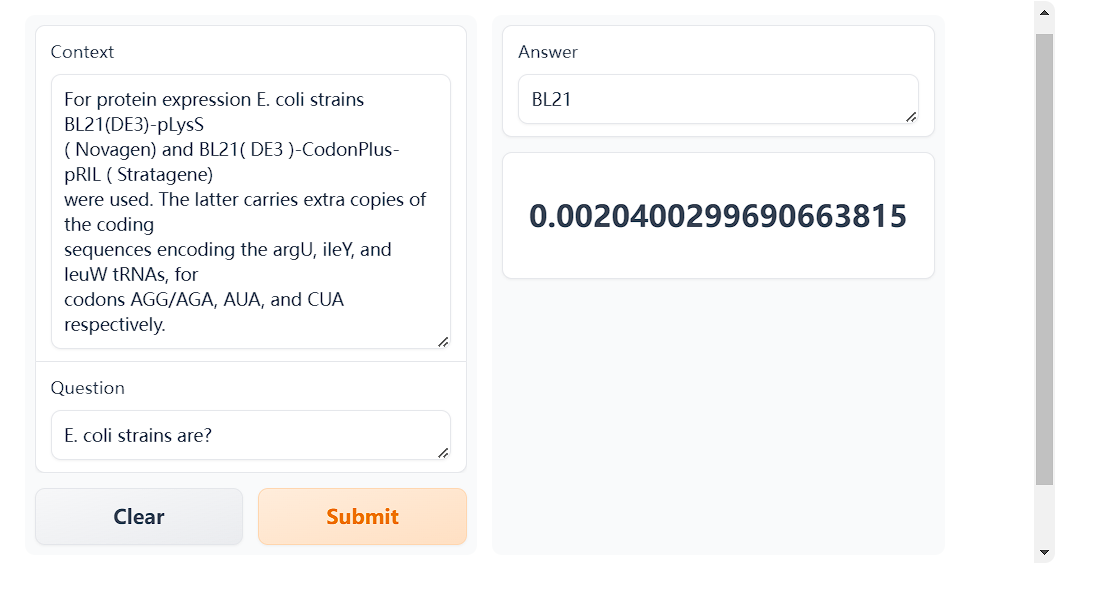 Context
For protein expression E. coli strains
BL21(DE3)-pLysS
( Novagen) and BL21( DE3 )-CodonPlus-
pRIL ( Stratagene)
were used. The latter carries extra copies of
the coding
sequences encoding the argU, ileY, and
leuW tRNAs, for
codons AGG/AGA, AUA, and CUA
respectively.
Question
E. coli strains are?
Clear
Submit
Answer
BL21
0.0020400299690663815